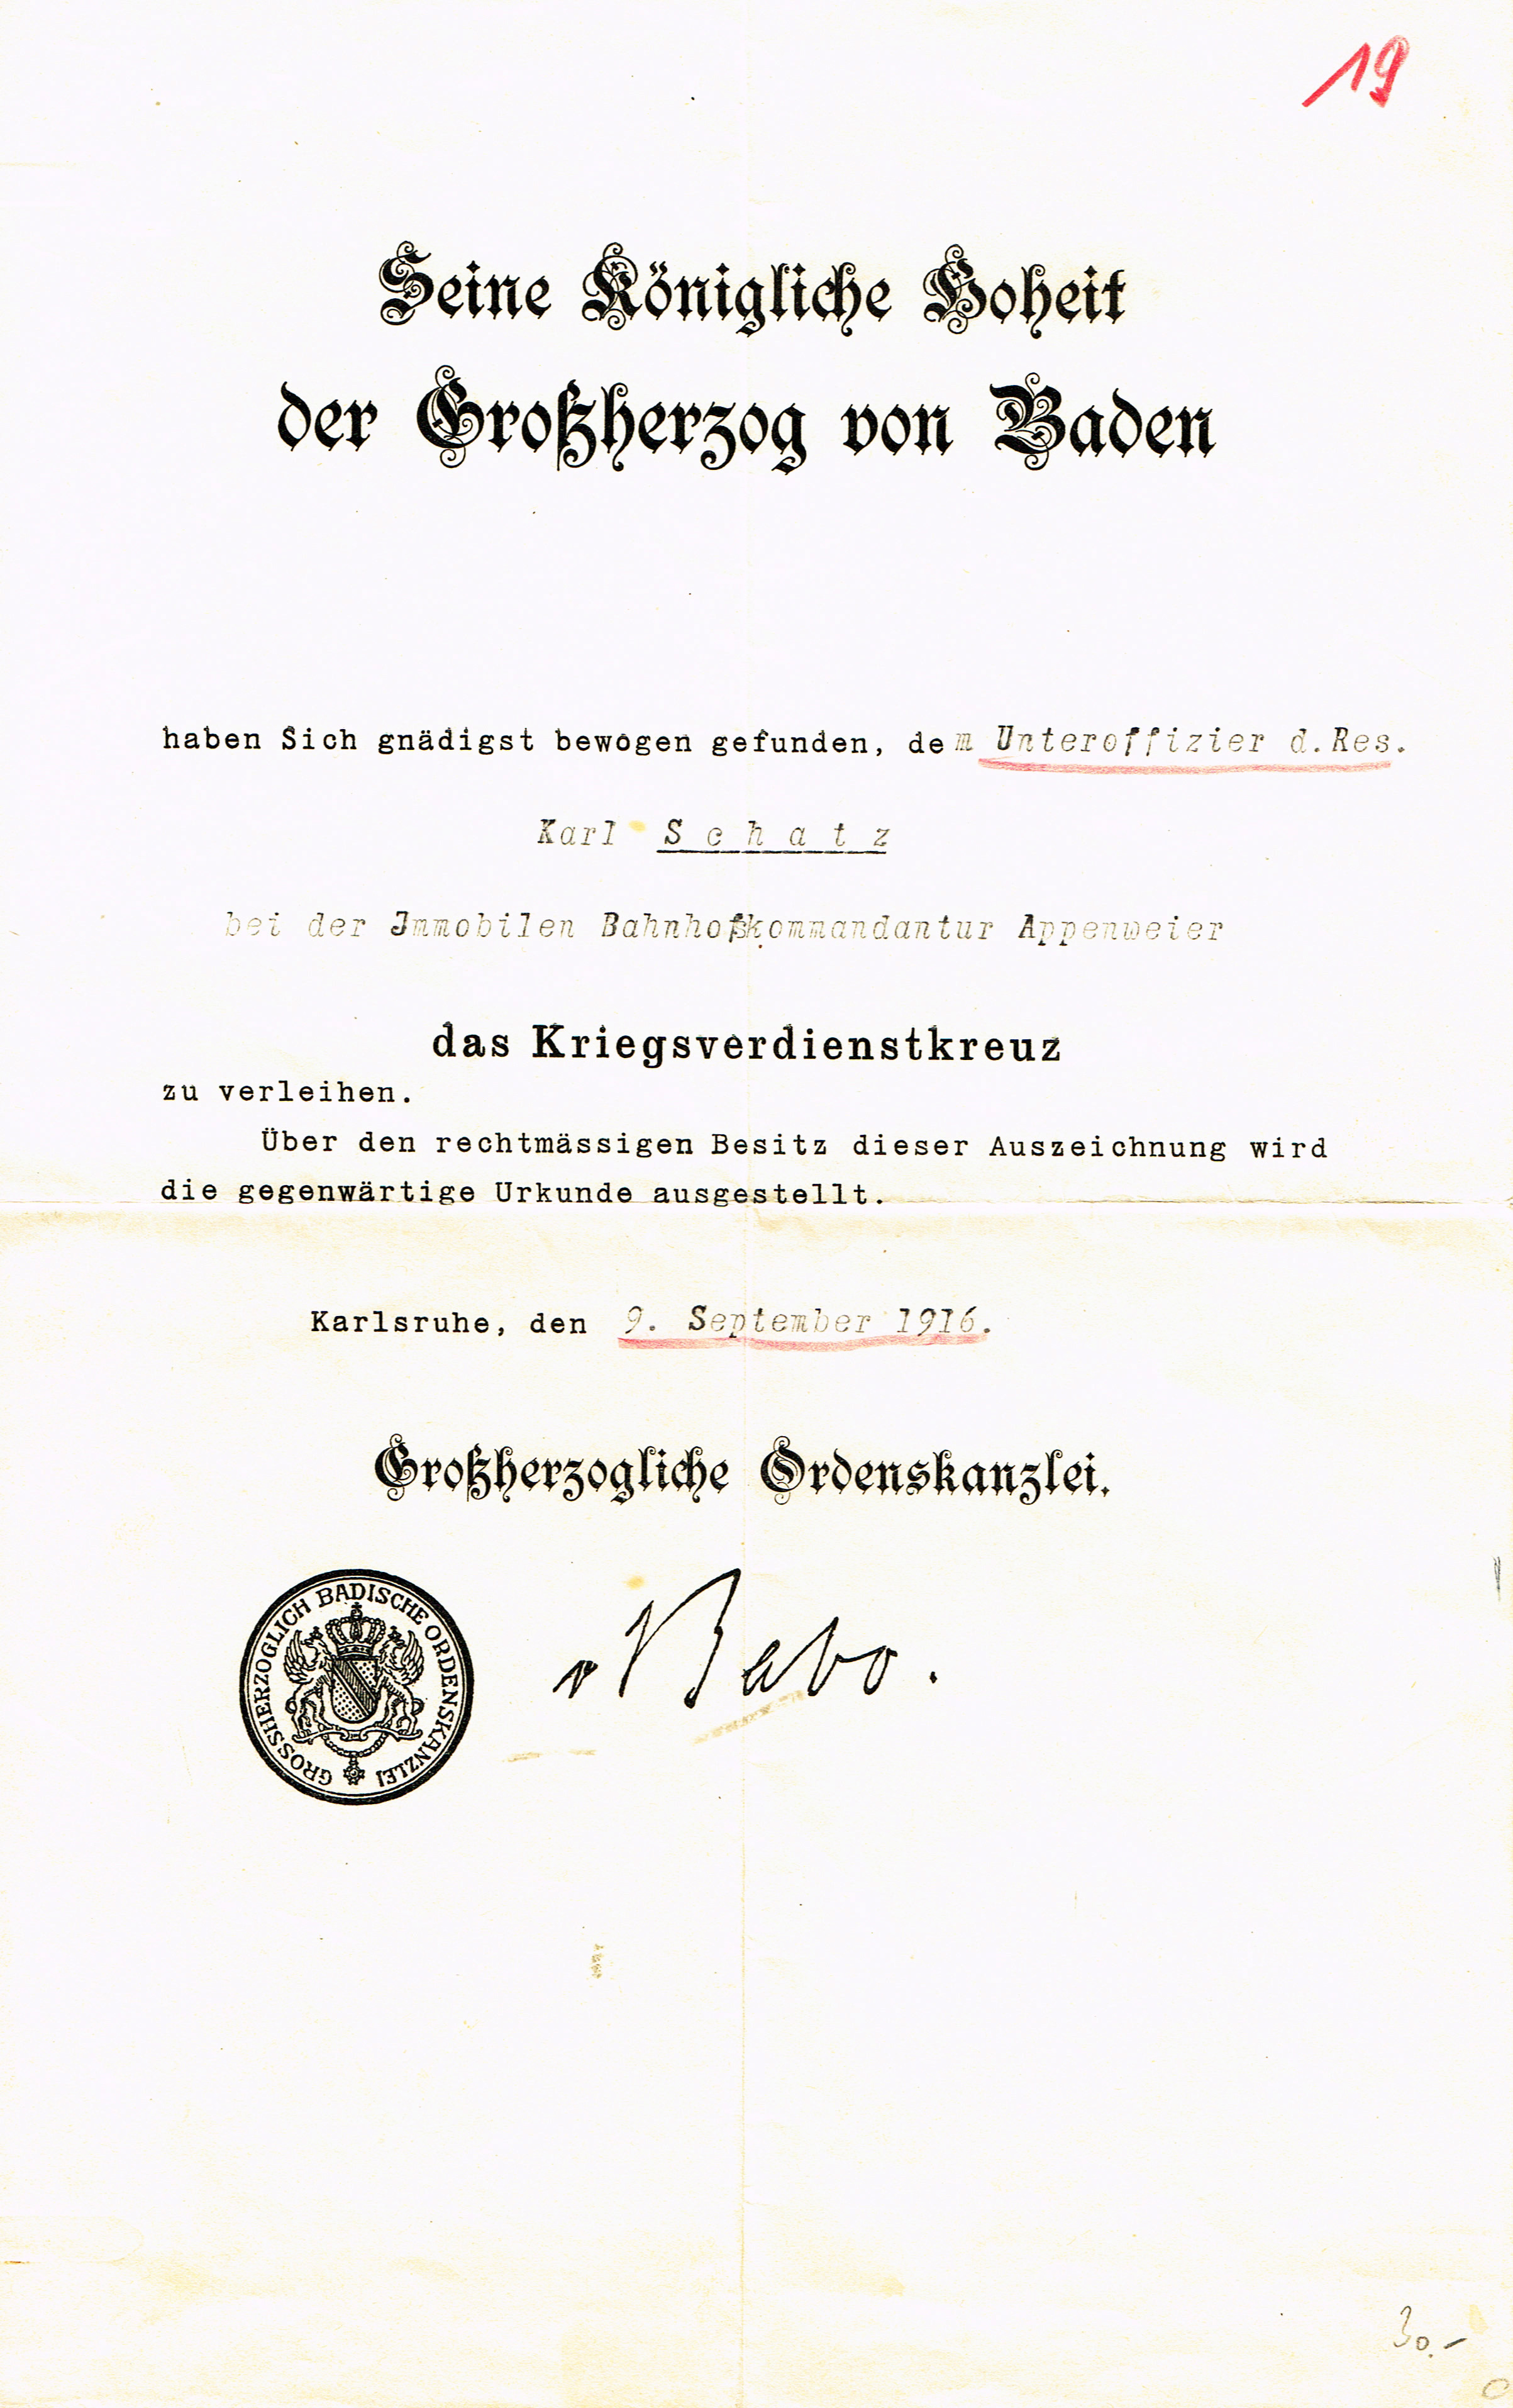 19
Seine Königliche Hoheit
der Großherzog von Baden
haben Sich gnädigst bewogen gefunden, dem Unteroffizier d.Res.
Karl S c h a t z
bei der Immobilen Bahnhofskommandantur Appenweier
das Kriegsverdienstkreuz
zu verleihen.
Über den rechtmässigen Besitz dieser Auszeichnung wird
die gegenwärtige Urkunde ausgestellt.
Karlsruhe, den 9. September 1916.
Großherzogliche Ordenskanzlei.
GROSSHERZOGLICH BADISCHE ORDENSKANZLEI
v Babo.
30.-